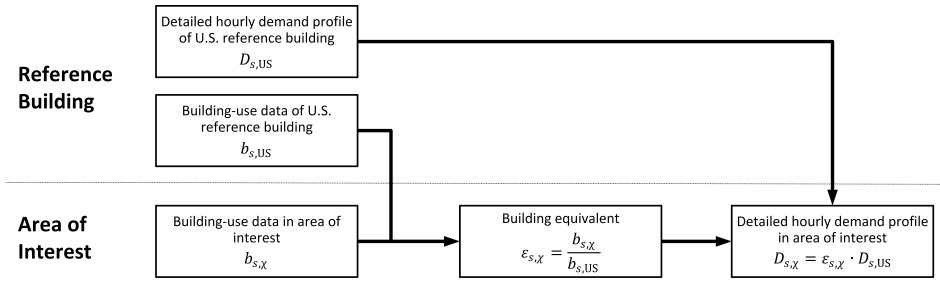 Reference
Building
Detailed hourly demand profile
of U.S. reference building
D_{s,US}
Building-use data of U.S.
reference building
b_{s,US}
Area of
Interest
Building-use data in area of
interest
b_{s,χ}
Building equivalent
ε_{s,χ} = b_{s,χ} / b_{s,US}
Detailed hourly demand profile
in area of interest
D_{s,χ} = ε_{s,χ} · D_{s,US}